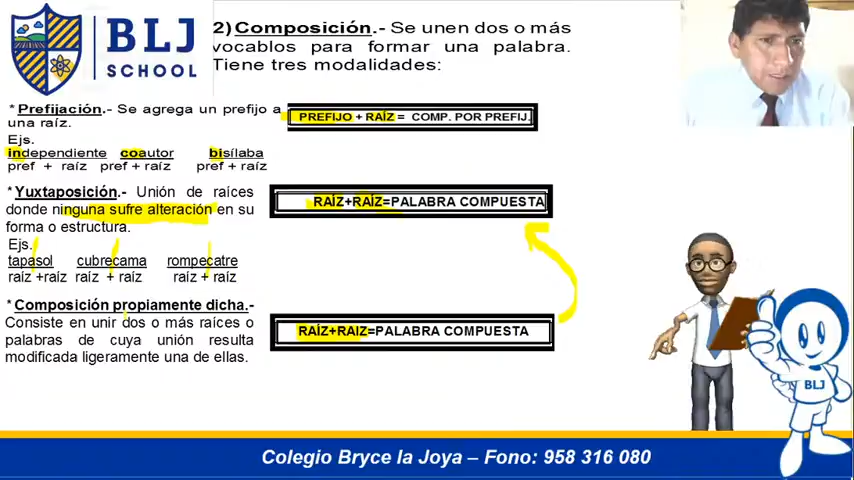 BLJ
SCHOOL
2) Composición.- Se unen dos o más
vocablos para formar una palabra.
Tiene tres modalidades:
* Prefijación.- Se agrega un prefijo a
una raíz.
Ejs.
independiente coautor bisílaba
pref + raíz pref + raíz pref + raíz
PREFIJO + RAÍZ = COMP. POR PREFIJ.
* Yuxtaposición.- Unión de raíces
donde ninguna sufre alteración en su
forma o estructura.
Ejs.
tapasol cubrecama rompecatre
raíz +raíz raíz + raíz raíz + raíz
RAÍZ+RAÍZ=PALABRA COMPUESTA
* Composición propiamente dicha.-
Consiste en unir dos o más raíces o
palabras de cuya unión resulta
modificada ligeramente una de ellas.
RAÍZ+RAIZ=PALABRA COMPUESTA
BLJ
Colegio Bryce la Joya – Fono: 958 316 080